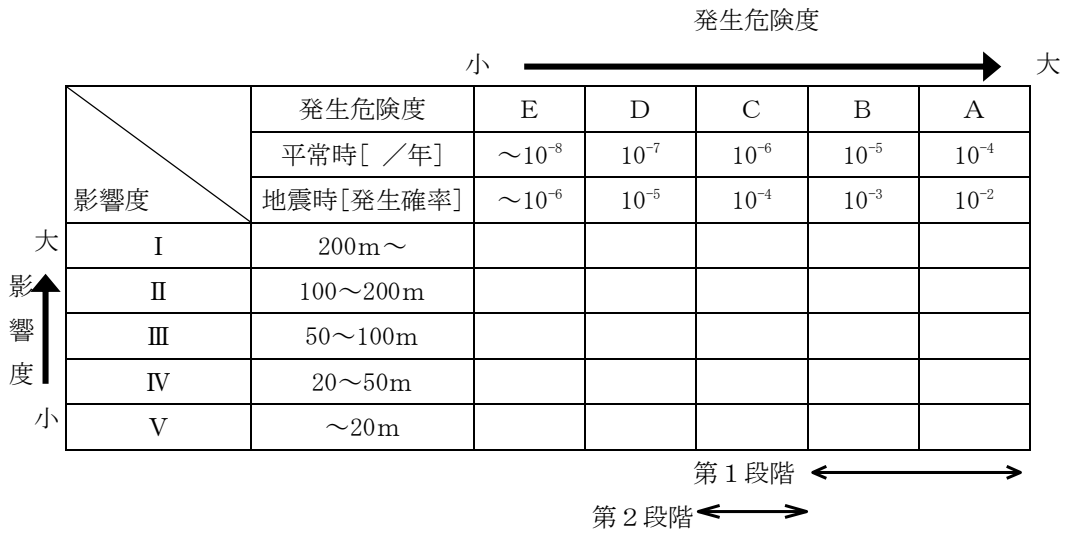 発生危険度
小 大
発生危険度 E D C B A
平常時[ ／年] ～10⁻⁸ 10⁻⁷ 10⁻⁶ 10⁻⁵ 10⁻⁴
影響度 地震時[発生確率] ～10⁻⁶ 10⁻⁵ 10⁻⁴ 10⁻³ 10⁻²
大
影響度
小
Ⅰ 200m～
Ⅱ 100～200m
Ⅲ 50～100m
Ⅳ 20～50m
Ⅴ ～20m
第１段階
第２段階